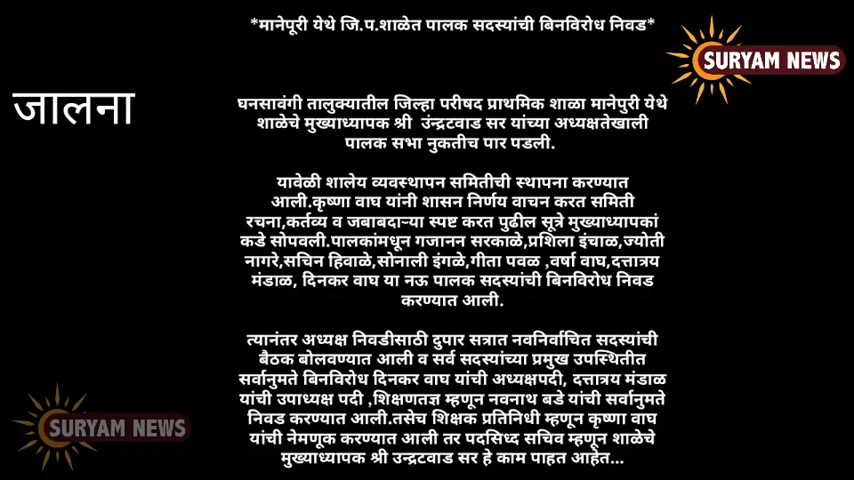 *मानेपूरी येथे जि.प.शाळेत पालक सदस्यांची बिनविरोध निवड*
SURYAM NEWS
जालना
घनसावंगी तालुक्यातील जिल्हा परीषद प्राथमिक शाळा मानेपुरी येथे
शाळेचे मुख्याध्यापक श्री उंन्द्रटवाड सर यांच्या अध्यक्षतेखाली
पालक सभा नुकतीच पार पडली.
यावेळी शालेय व्यवस्थापन समितीची स्थापना करण्यात
आली.कृष्णा वाघ यांनी शासन निर्णय वाचन करत समिती
रचना,कर्तव्य व जबाबदाऱ्या स्पष्ट करत पुढील सूत्रे मुख्याध्यापकां
कडे सोपवली.पालकांमधून गजानन सरकाळे,प्रशिला इंचाळ,ज्योती
नागरे,सचिन हिवाळे,सोनाली इंगळे,गीता पवळ ,वर्षा वाघ,दत्तात्रय
मंडाळ, दिनकर वाघ या नऊ पालक सदस्यांची बिनविरोध निवड
करण्यात आली.
त्यानंतर अध्यक्ष निवडीसाठी दुपार सत्रात नवनिर्वाचित सदस्यांची
बैठक बोलवण्यात आली व सर्व सदस्यांच्या प्रमुख उपस्थितीत
सर्वानुमते बिनविरोध दिनकर वाघ यांची अध्यक्षपदी, दत्तात्रय मंडाळ
यांची उपाध्यक्ष पदी ,शिक्षणतज्ञ म्हणून नवनाथ बडे यांची सर्वानुमते
निवड करण्यात आली.तसेच शिक्षक प्रतिनिधी म्हणून कृष्णा वाघ
यांची नेमणूक करण्यात आली तर पदसिध्द सचिव म्हणून शाळेचे
मुख्याध्यापक श्री उन्द्रटवाड सर हे काम पाहत आहेत...
SURYAM NEWS